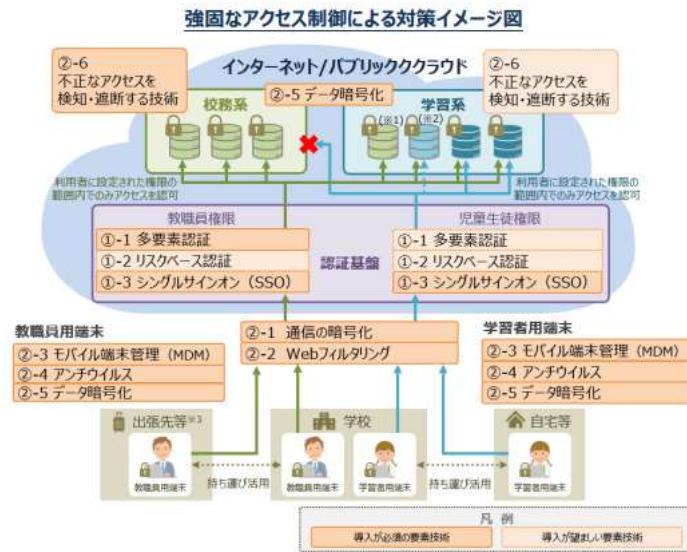 強固なアクセス制御による対策イメージ図
インターネット/パブリッククラウド
②-6
不正なアクセスを
検知・遮断する技術
校務系
②-5 データ暗号化
学習系
②-6
不正なアクセスを
検知・遮断する技術
(※1)
(※2)
利用者に設定された権限の
範囲内でのみアクセスを認可
利用者に設定された権限の
範囲内でのみアクセスを認可
教職員権限
①-1 多要素認証
①-2 リスクベース認証
①-3 シングルサインオン（SSO）
認証基盤
児童生徒権限
①-1 多要素認証
①-2 リスクベース認証
①-3 シングルサインオン（SSO）
教職員用端末
②-3 モバイル端末管理（MDM）
②-4 アンチウイルス
②-5 データ暗号化
②-1 通信の暗号化
②-2 Webフィルタリング
学習者用端末
②-3 モバイル端末管理（MDM）
②-4 アンチウイルス
②-5 データ暗号化
出張先等※3
学校
自宅等
教職員用端末
持ち運び活用
教職員用端末
学習者用端末
持ち運び活用
学習者用端末
凡 例
導入が必須の要素技術
導入が望ましい要素技術